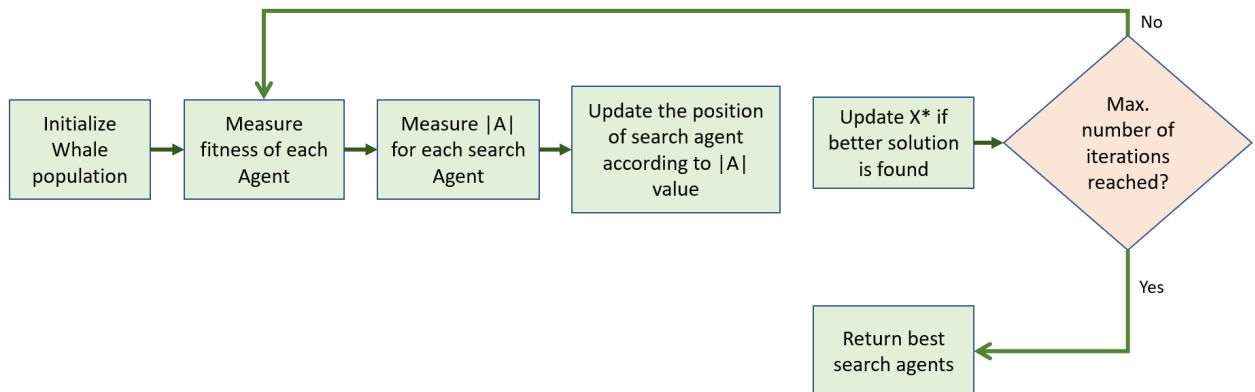 No
Initialize
Whale
population
Measure
fitness of each
Agent
Measure |A|
for each search
Agent
Update the position
of search agent
according to |A|
value
Update X* if
better solution
is found
Max.
number of
iterations
reached?
Yes
Return best
search agents